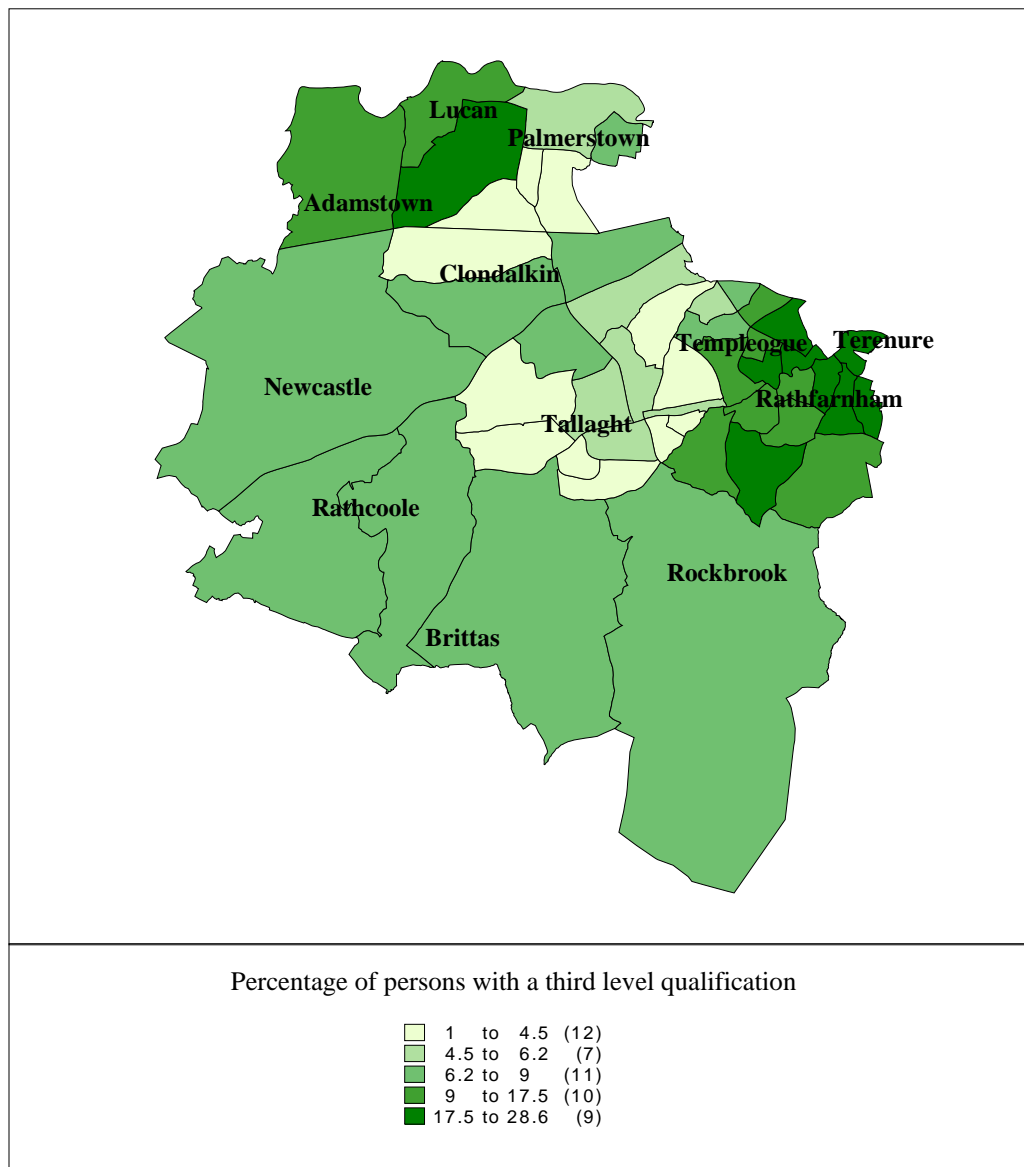 Lucan
Palmerstown
Adamstown
Clondalkin
Templeogue
Terenure
Newcastle
Rathfarnham
Tallaght
Rathcoole
Rockbrook
Brittas
Percentage of persons with a third level qualification
1 to 4.5 (12)
4.5 to 6.2 (7)
6.2 to 9 (11)
9 to 17.5 (10)
17.5 to 28.6 (9)